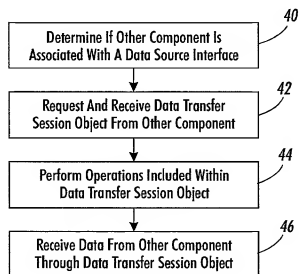 40
Determine If Other Component Is
Associated With A Data Source Interface
42
Request And Receive Data Transfer
Session Object From Other Component
44
Perform Operations Included Within
Data Transfer Session Object
46
Receive Data From Other Component
Through Data Transfer Session Object